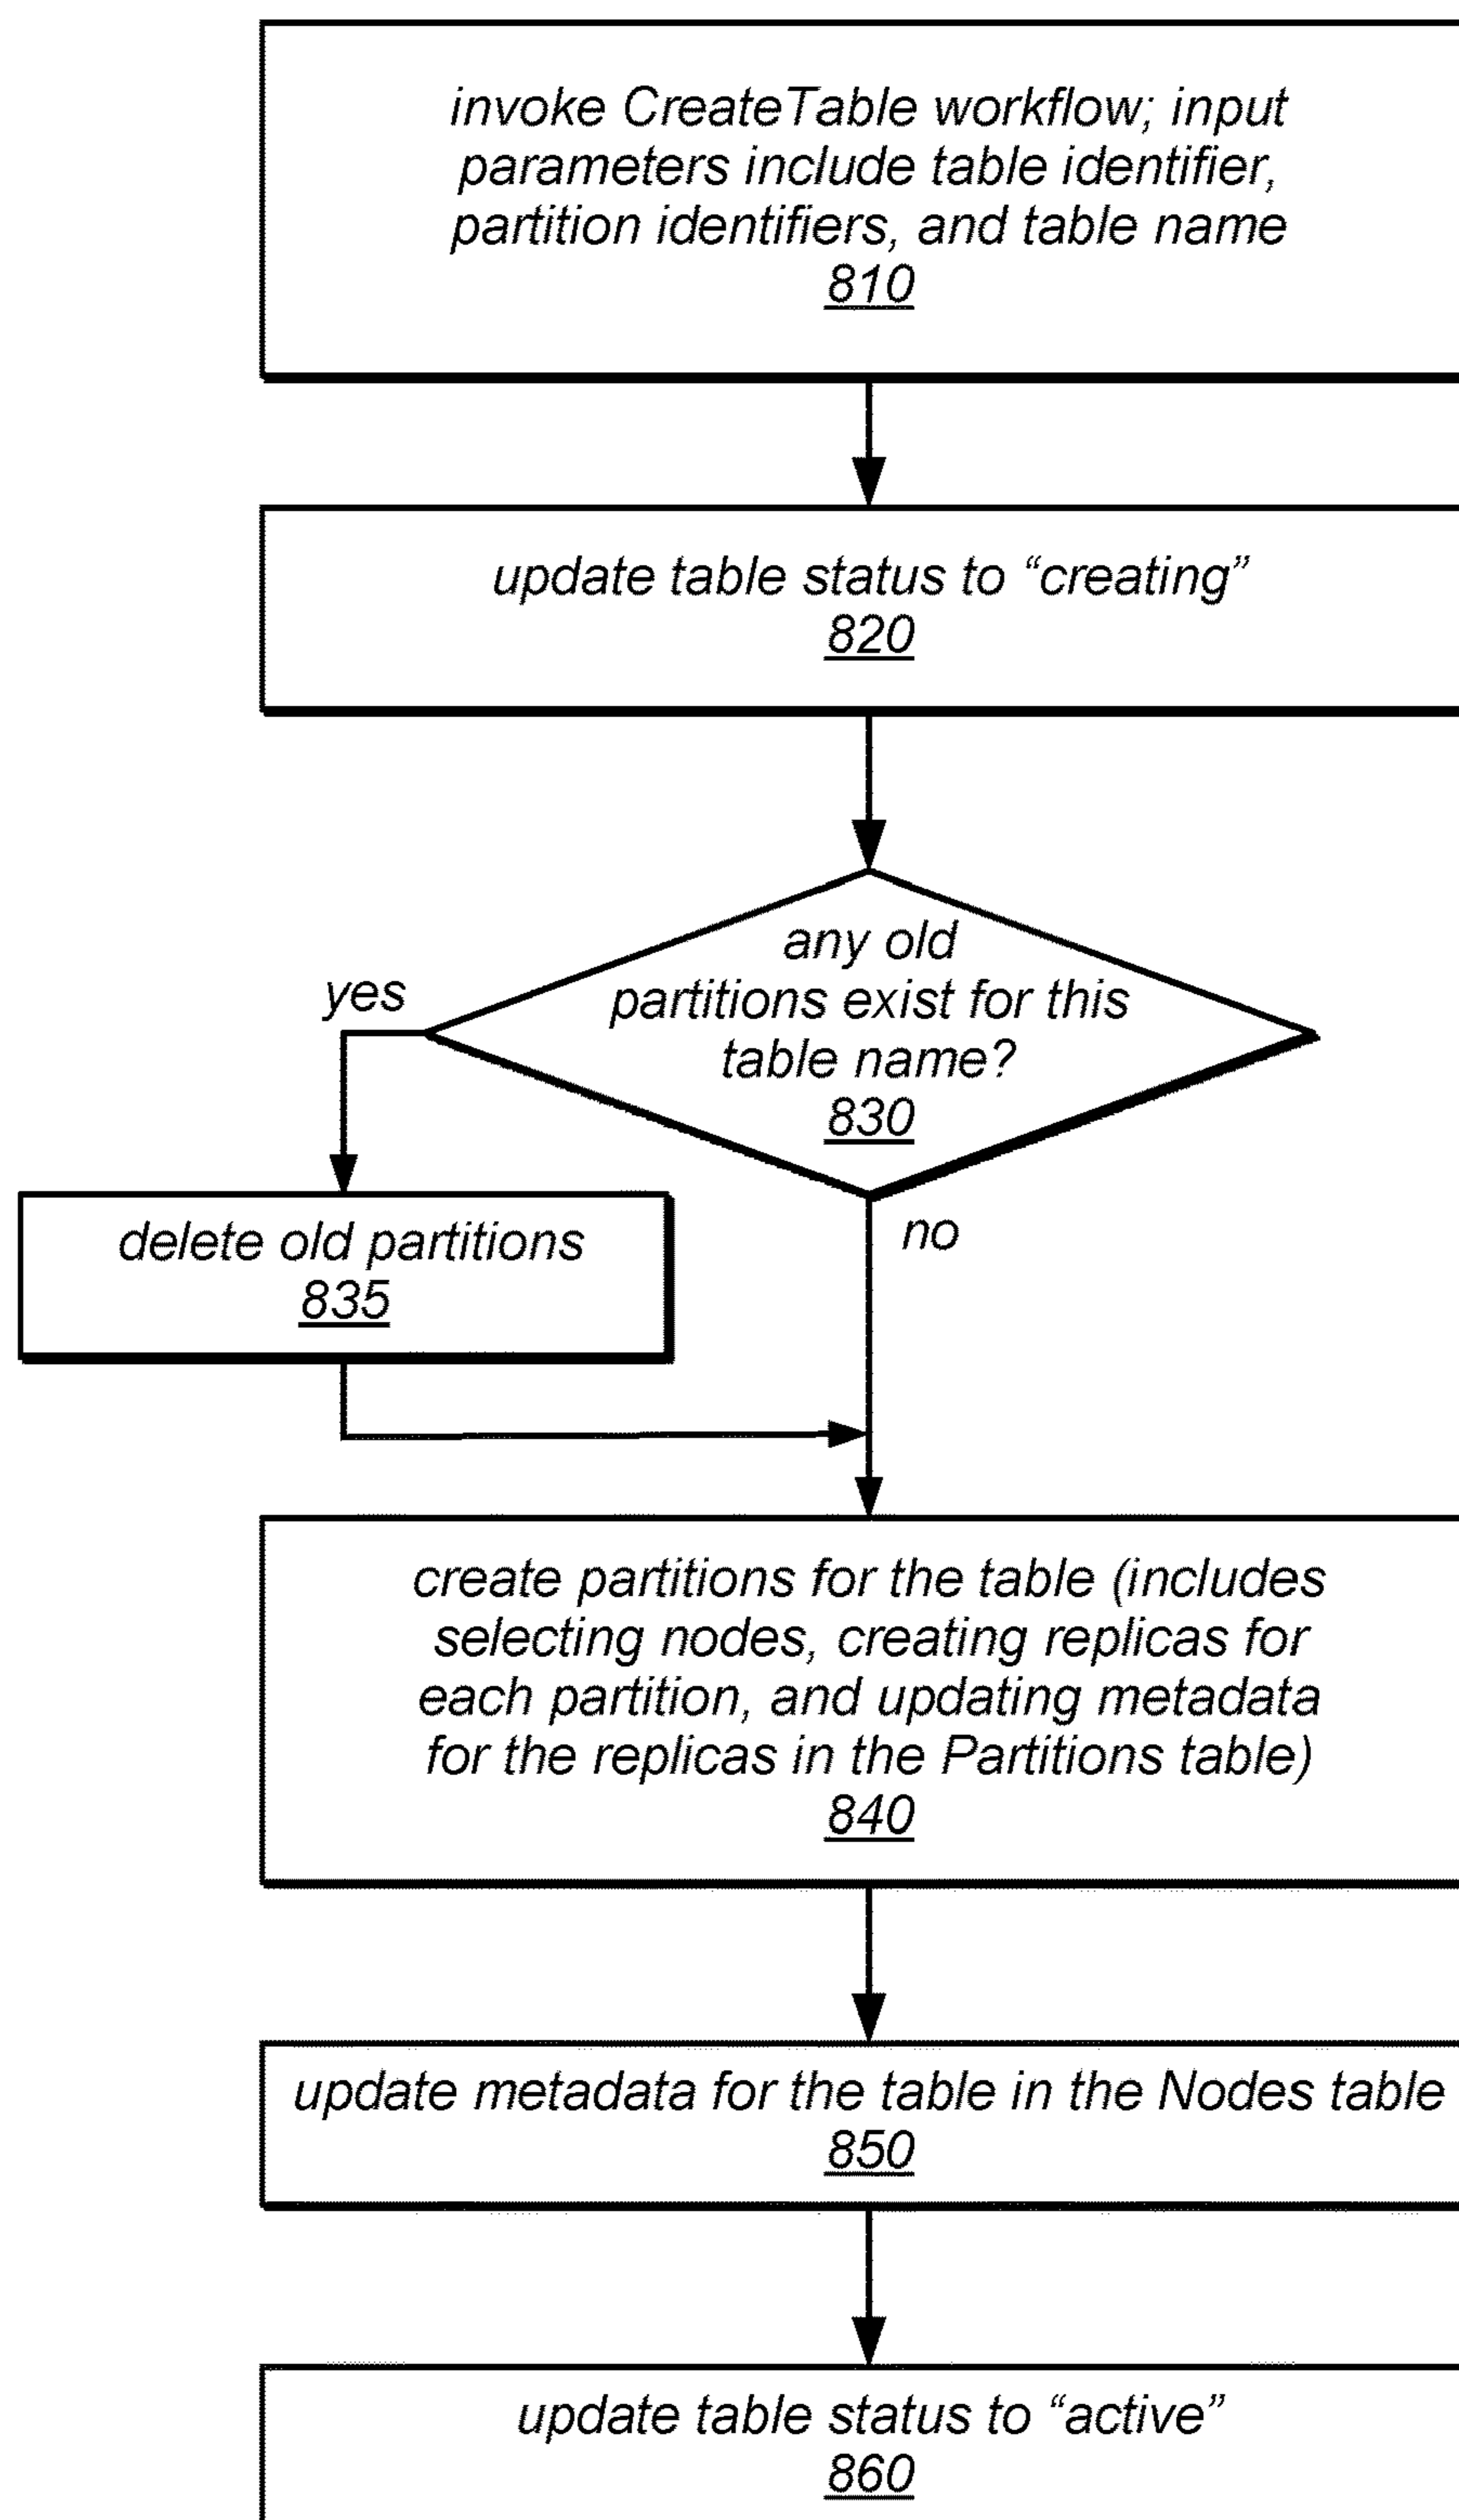 invoke CreateTable workflow; input
parameters include table identifier,
partition identifiers, and table name
810
update table status to “creating”
820
any old
partitions exist for this
table name?
830
yes
no
delete old partitions
835
create partitions for the table (includes
selecting nodes, creating replicas for
each partition, and updating metadata
for the replicas in the Partitions table)
840
update metadata for the table in the Nodes table
850
update table status to “active”
860